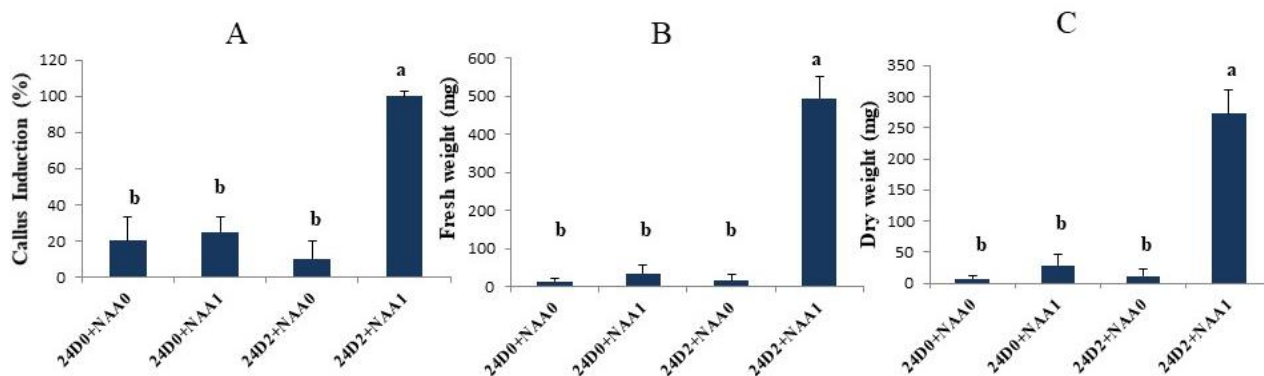 A
Callus Induction (%)
120
100
80
60
40
20
0
b
b
b
a
24D0+NAA0
24D0+NAA1
24D2+NAA0
24D2+NAA1
B
Fresh weight (mg)
600
500
400
300
200
100
0
b
b
b
a
24D0+NAA0
24D0+NAA1
24D2+NAA0
24D2+NAA1
C
Dry weight (mg)
350
300
250
200
150
100
50
0
b
b
b
a
24D0+NAA0
24D0+NAA1
24D2+NAA0
24D2+NAA1